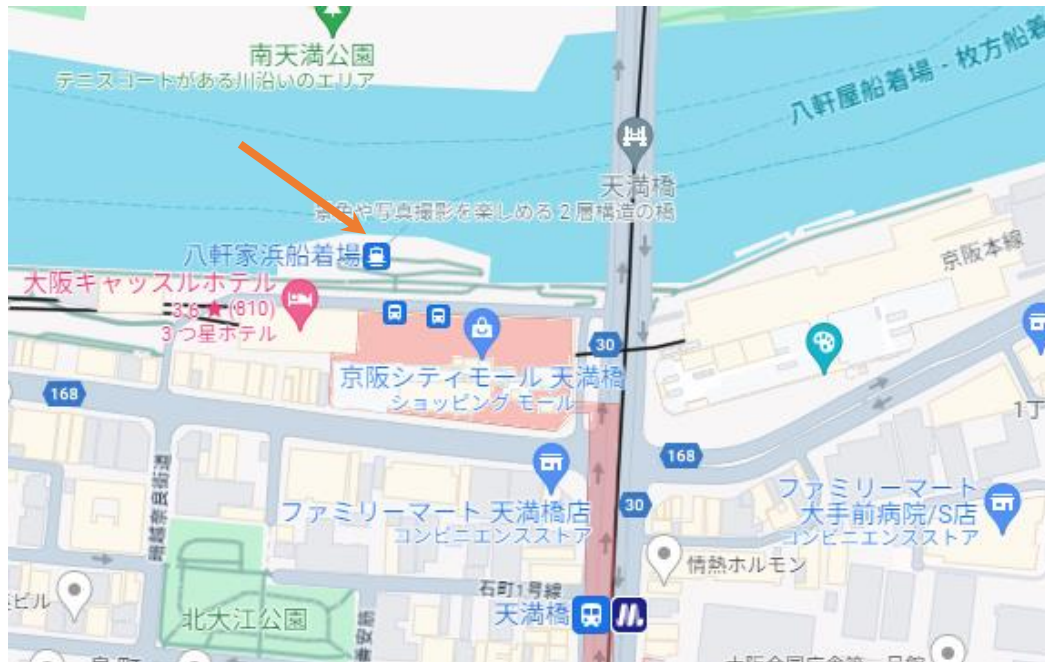 南天満公園
テニスコートがある川沿いのエリア
八軒屋船着場 - 枚方船着
天満橋
景色や写真撮影を楽しめる2層構造の橋
八軒家浜船着場
京阪本線
大阪キャッスルホテル
3.6★(810)
3つ星ホテル
30
京阪シティモール 天満橋
ショッピング モール
168
1丁
168
ファミリーマート 天満橋店
コンビニエンスストア
30
ファミリーマート
大手前病院/S店
コンビニエンスストア
情熱ホルモン
石町1号線
天満橋
ビル
北大江公園